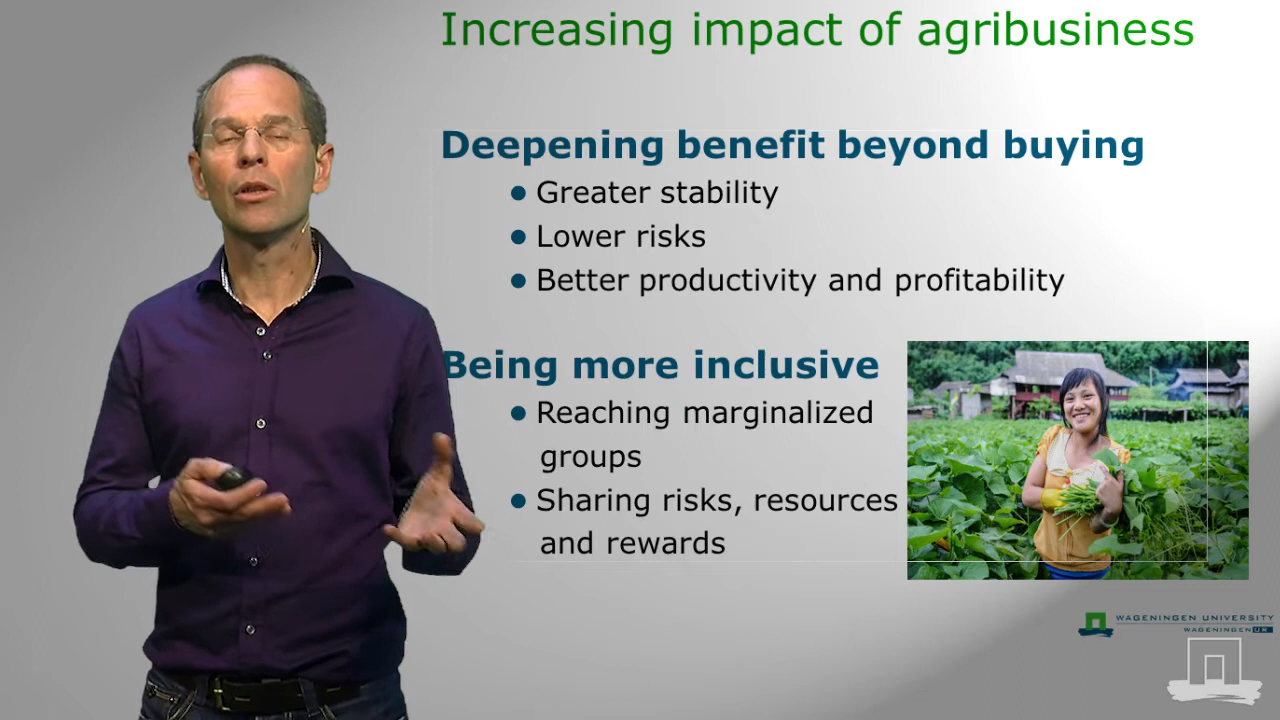 Increasing impact of agribusiness
Deepening benefit beyond buying
● Greater stability
● Lower risks
● Better productivity and profitability
Being more inclusive
● Reaching marginalized
groups
● Sharing risks, resources
and rewards
WAGENINGEN UNIVERSITY
WAGENINGEN UR